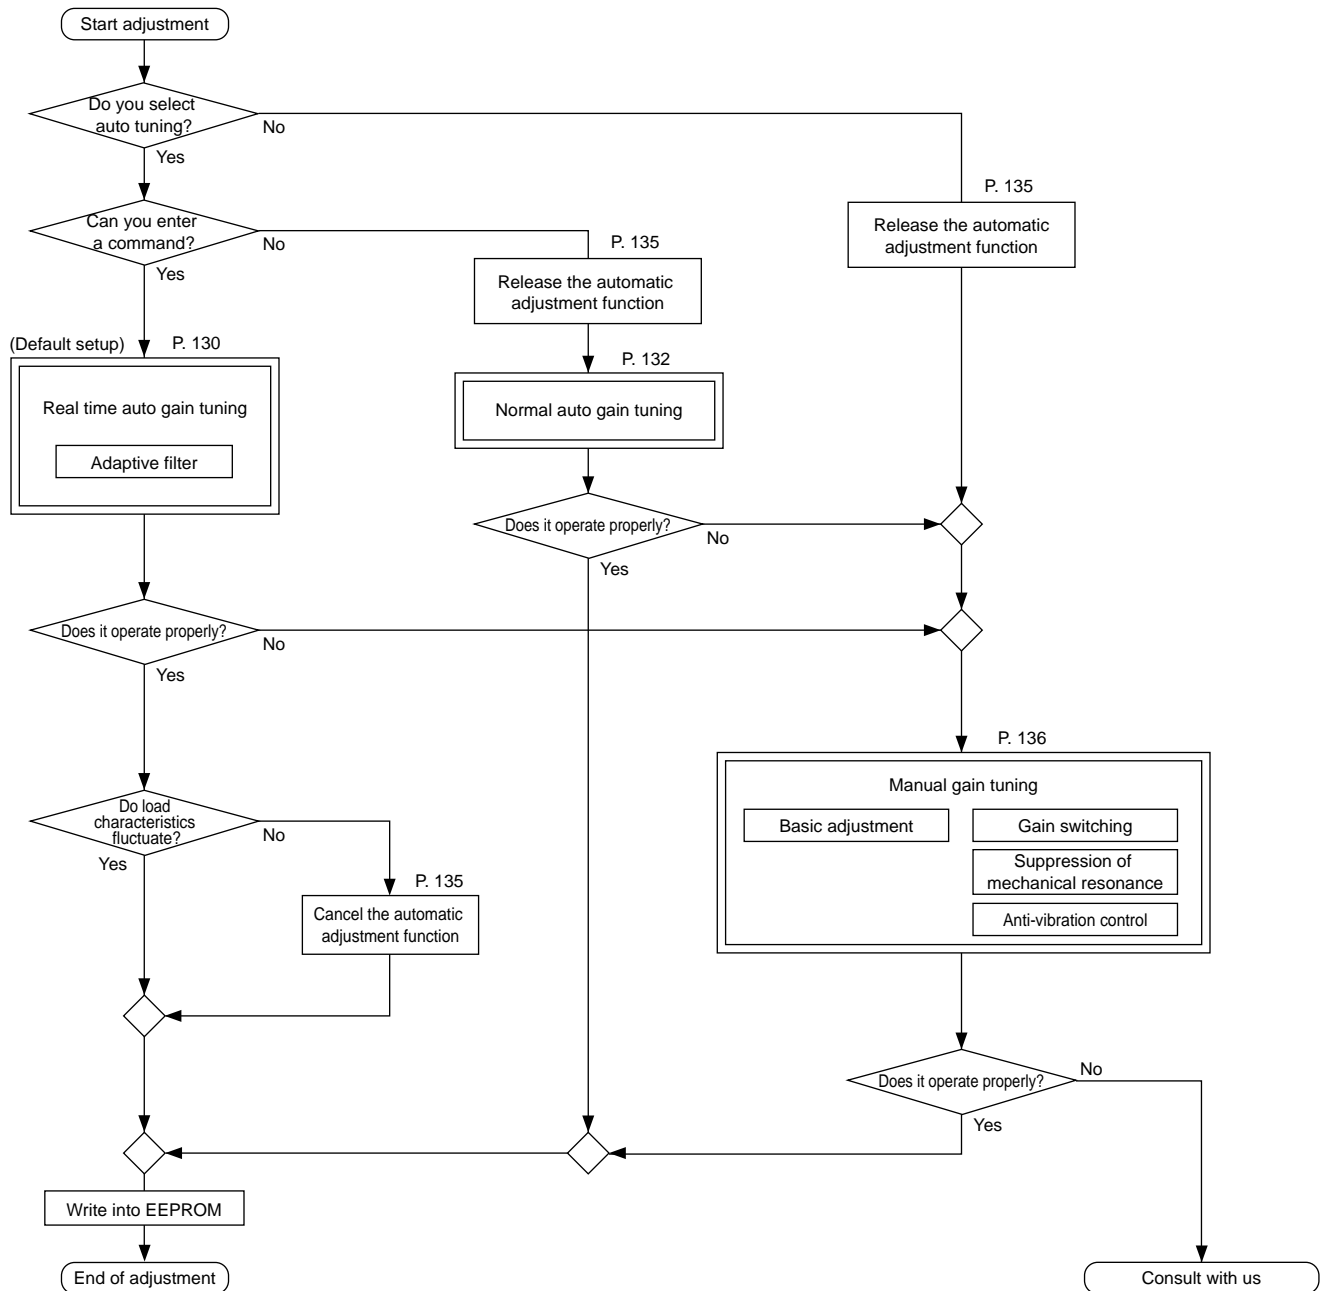 Start adjustment
Do you select
auto tuning?
No
Yes
P. 135
Release the automatic
adjustment function
Can you enter
a command?
No
Yes
P. 135
Release the automatic
adjustment function
(Default setup)
P. 130
Real time auto gain tuning
Adaptive filter
P. 132
Normal auto gain tuning
Does it operate properly?
No
Yes
Does it operate properly?
No
Yes
P. 136
Manual gain tuning
Basic adjustment
Gain switching
Suppression of
mechanical resonance
Anti-vibration control
Do load
characteristics
fluctuate?
No
Yes
P. 135
Cancel the automatic
adjustment function
Does it operate properly?
No
Yes
Write into EEPROM
End of adjustment
Consult with us